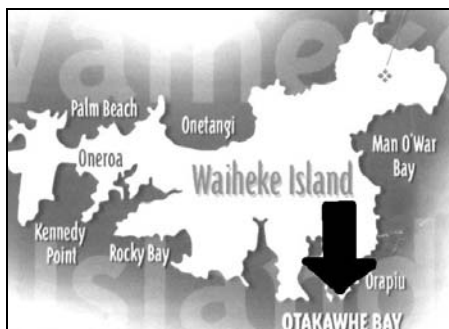 Palm Beach
Onetangi
Oneroa
Man O'War
Bay
Waiheke Island
Kennedy
Point
Rocky Bay
Orapiu
OTAKAWHE BAY